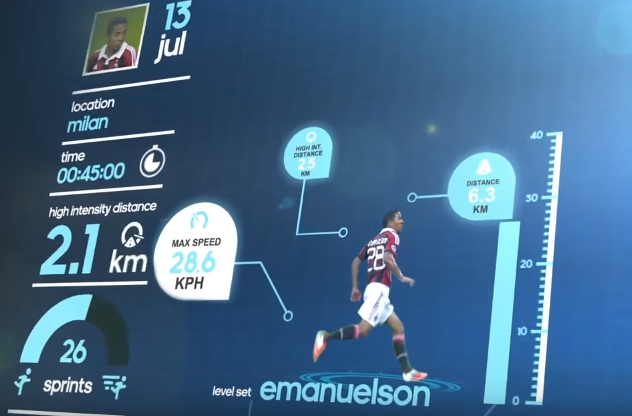 13
jul
location
milan
time
00:45:00
high intensity distance
2.1
km
26
sprints
MAX SPEED
28.6
KPH
HIGH INT.
DISTANCE
2.5
KM
DISTANCE
6.3
KM
40
30
20
10
0
28
level set emanuelson